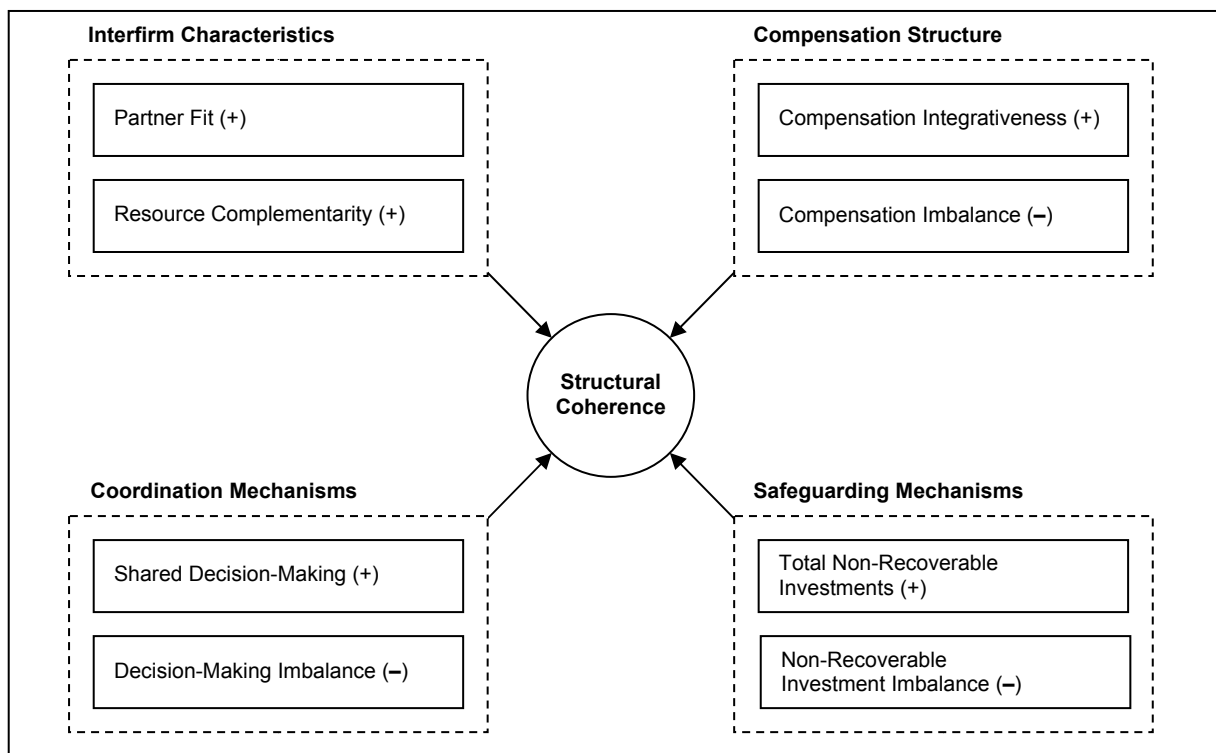 Interfirm Characteristics
Partner Fit (+)
Resource Complementarity (+)
Compensation Structure
Compensation Integrativeness (+)
Compensation Imbalance (–)
Structural
Coherence
Coordination Mechanisms
Shared Decision-Making (+)
Decision-Making Imbalance (–)
Safeguarding Mechanisms
Total Non-Recoverable
Investments (+)
Non-Recoverable
Investment Imbalance (–)